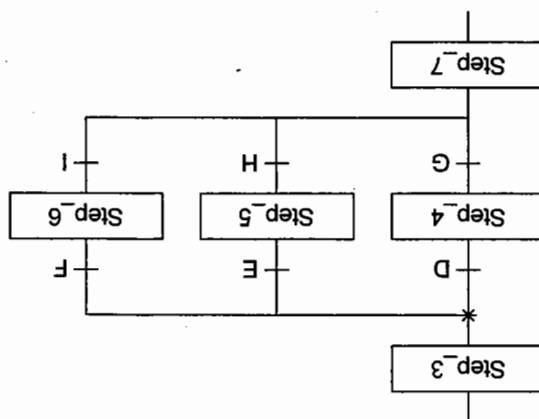 Step_3
D E F
Step_4 Step_5 Step_6
G H I
Step_7